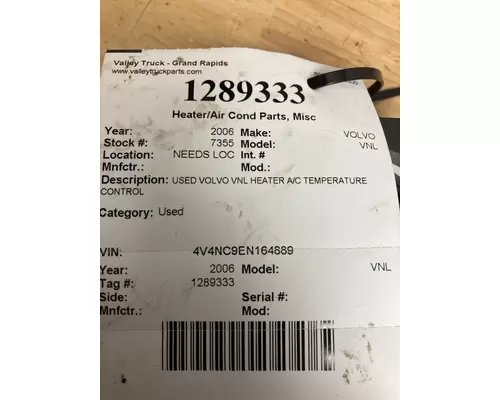 Valley Truck - Grand Rapids
www.valleytruckparts.com
1289333
Heater/Air Cond Parts, Misc
Year: 2006 Make: VOLVO
Stock #: 7355 Model: VNL
Location: NEEDS LOC Int. #
Mnfctr.: Mod.:
Description: USED VOLVO VNL HEATER A/C TEMPERATURE
CONTROL
Category: Used
VIN: 4V4NC9EN164889
Year: 2006 Model: VNL
Tag #: 1289333
Side: Serial #:
Mnfctr.: Mod: